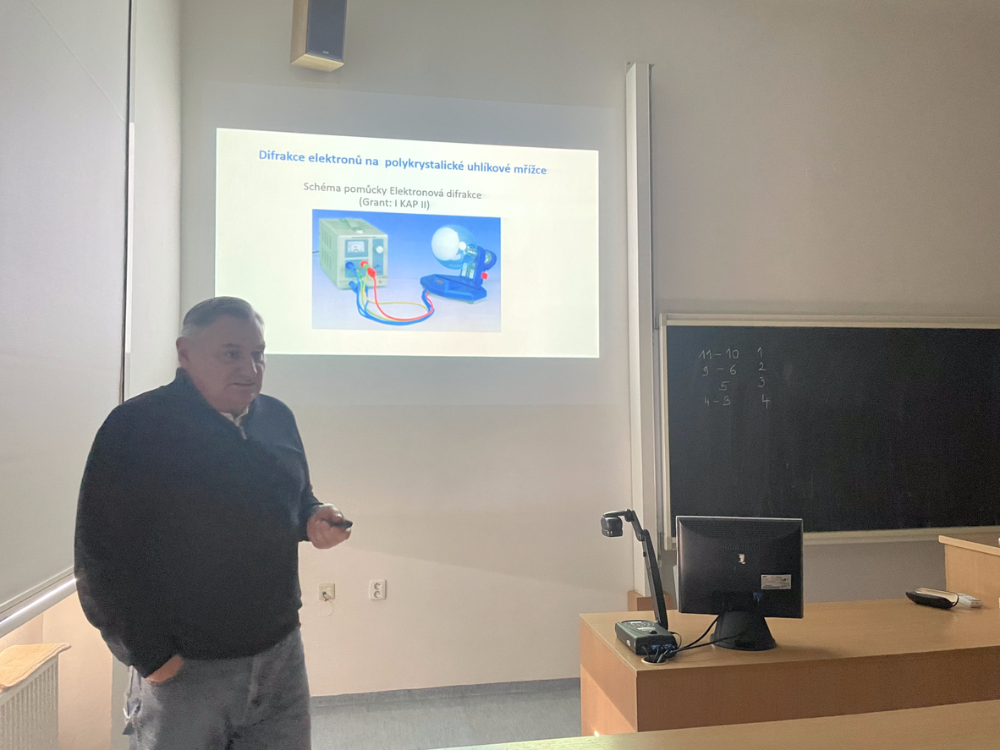 Difrakce elektronů na polykrystalické uhlíkové mřížce
Schéma pomůcky Elektronová difrakce
(Grant: I KAP II)
11 - 10 1
9 - 6 2
5 3
4 - 3 4